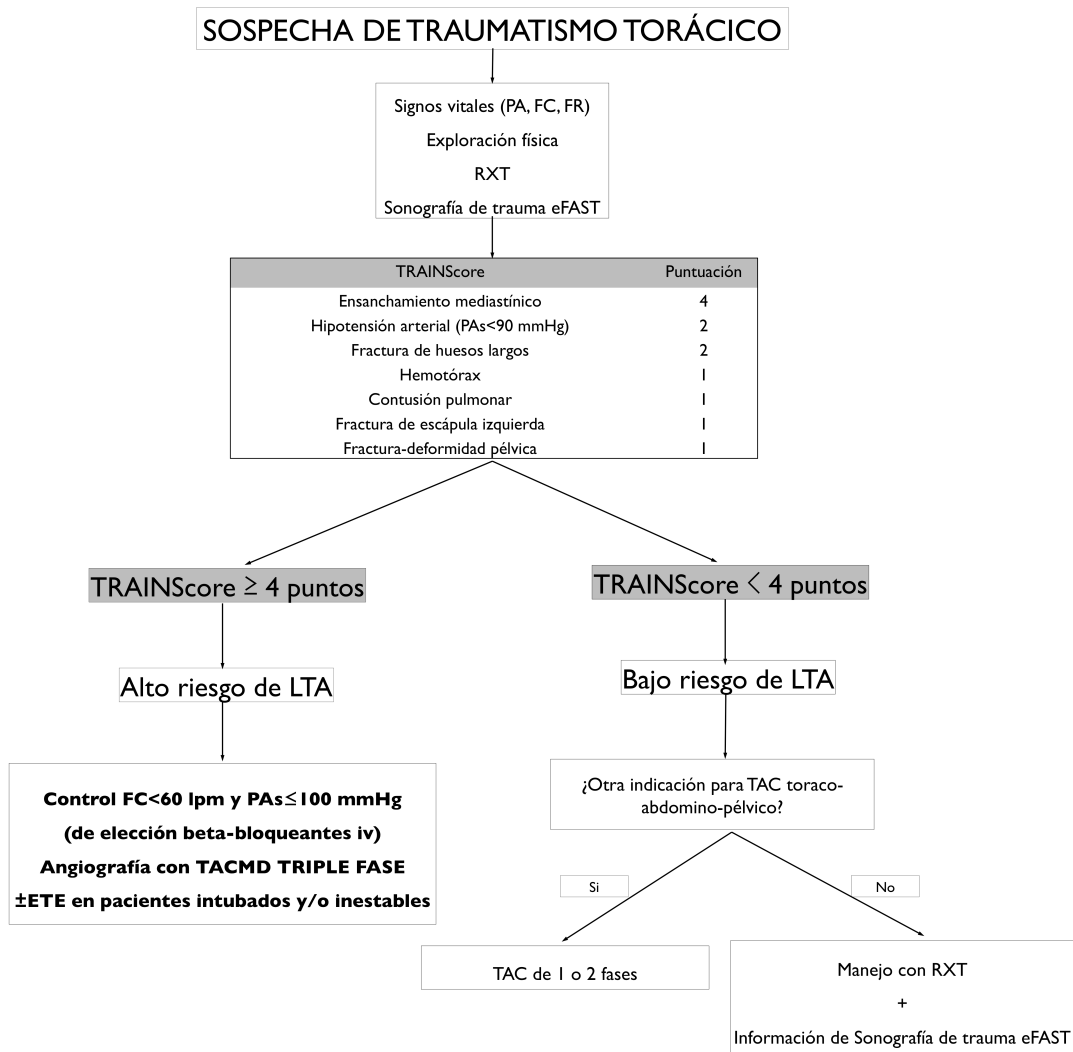 SOSPECHA DE TRAUMATISMO TORÁCICO
Signos vitales (PA, FC, FR)
Exploración física
RXT
Sonografía de trauma eFAST
TRAINScore Puntuación
Ensanchamiento mediastínico 4
Hipotensión arterial (PAs<90 mmHg) 2
Fractura de huesos largos 2
Hemotórax 1
Contusión pulmonar 1
Fractura de escápula izquierda 1
Fractura-deformidad pélvica 1
TRAINScore ≥ 4 puntos
TRAINScore < 4 puntos
Alto riesgo de LTA
Bajo riesgo de LTA
Control FC<60 lpm y PAs≤100 mmHg
(de elección beta-bloqueantes iv)
Angiografía con TACMD TRIPLE FASE
±ETE en pacientes intubados y/o inestables
¿Otra indicación para TAC toraco-
abdomino-pélvico?
Si
No
TAC de 1 o 2 fases
Manejo con RXT
+
Información de Sonografía de trauma eFAST